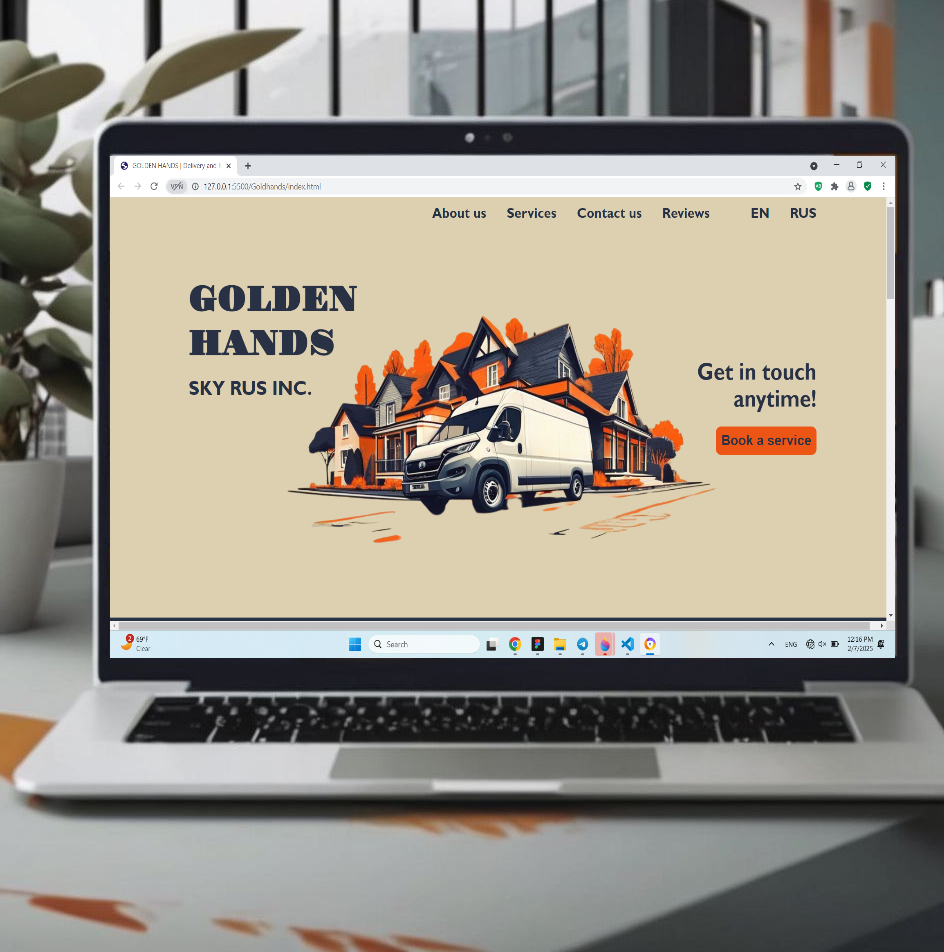 GOLDEN HANDS | Delivery and
127.0.0.1:5500/Goldhands/index.html
About us Services Contact us Reviews EN RUS
GOLDEN
HANDS
SKY RUS INC.
Get in touch
anytime!
Book a service
2
69°F
Clear
Search
ENG
12:16 PM
2/7/2025